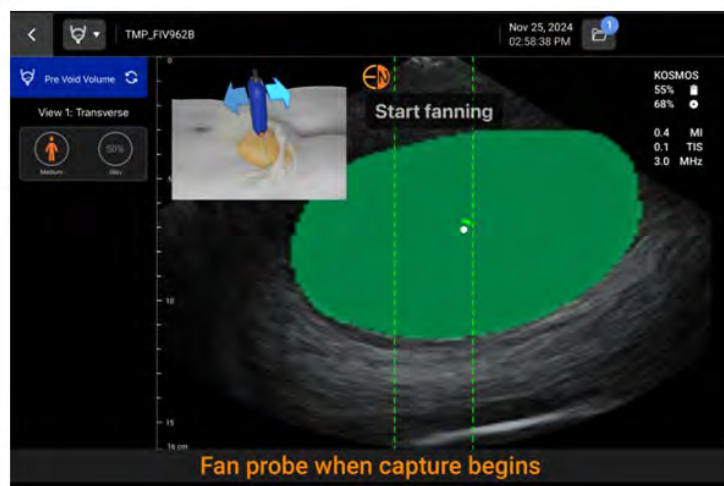 TMP_FIV962B
Nov 25, 2024
02:58:38 PM
1
Pre Void Volume
View 1: Transverse
Medium
50%
Start fanning
KOSMOS
55%
68%
0.4 MI
0.1 TIS
3.0 MHz
0
10
15
16 cm
Fan probe when capture begins